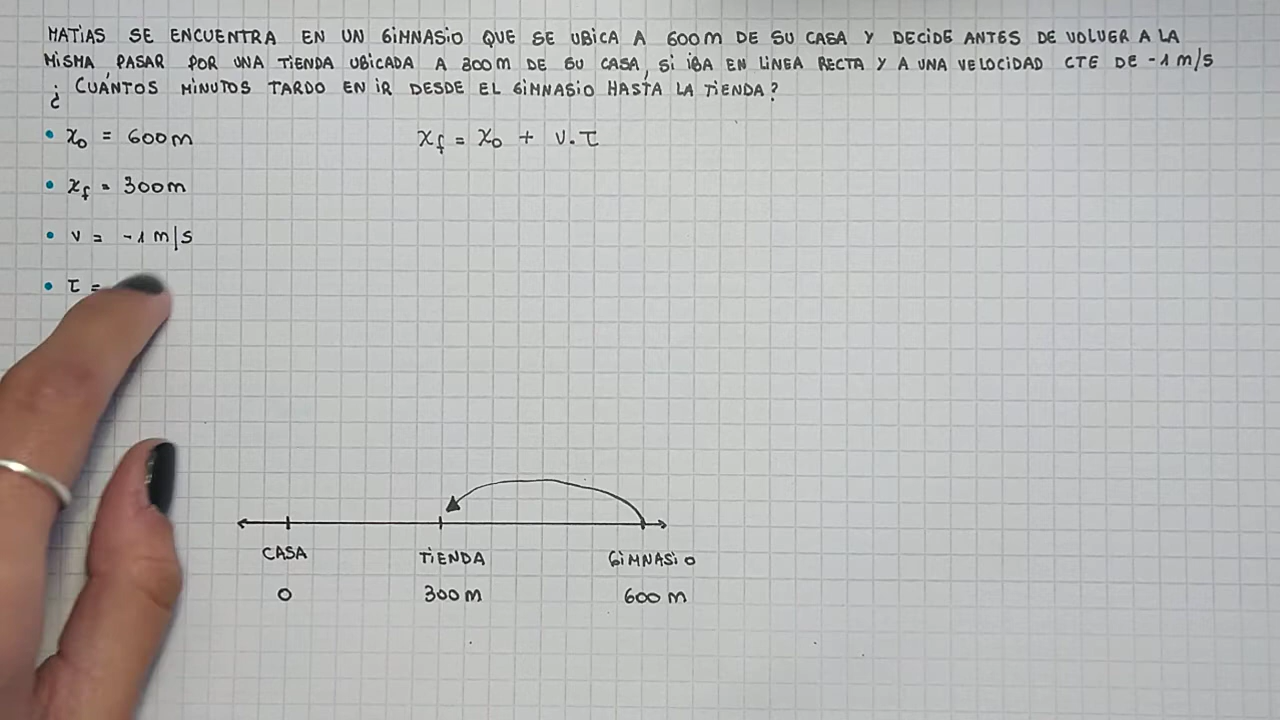 MATIAS SE ENCUENTRA EN UN GIMNASIO QUE SE UBICA A 600m DE SU CASA Y DECIDE ANTES DE VOLVER A LA
MISMA, PASAR POR UNA TIENDA UBICADA A 300m DE SU CASA, SI IBA EN LINEA RECTA Y A UNA VELOCIDAD CTE DE -1 m/s
¿ CUÁNTOS MINUTOS TARDO EN IR DESDE EL GIMNASIO HASTA LA TIENDA?
• x₀ = 600m
x_f = x₀ + v.t
• x_f = 300m
• v = -1 m/s
• t =
CASA TIENDA GIMNASIO
0 300m 600 m